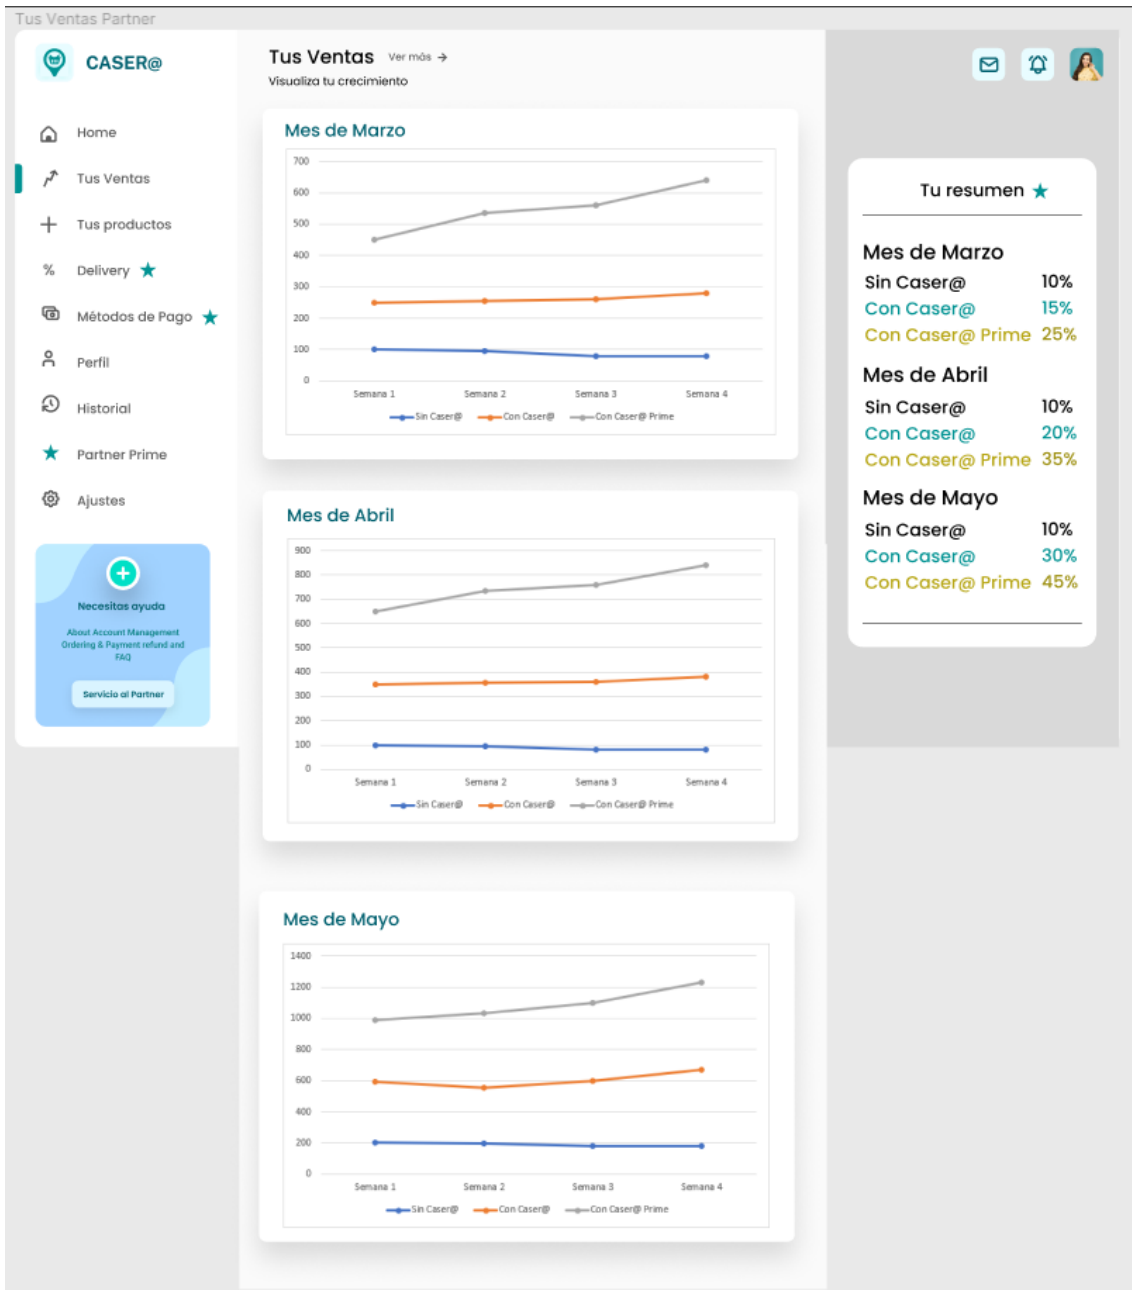 Tus Ventas Partner
CASER@
Home
Tus Ventas
Tus productos
% Delivery
Métodos de Pago
Perfil
Historial
Partner Prime
Ajustes
Necesitas ayuda
About Account Management
Ordering & Payment refund and
FAQ
Servicio al Partner
Tus Ventas Ver más →
Visualiza tu crecimiento
Mes de Marzo
700
600
500
400
300
200
100
0
Semana 1 Semana 2 Semana 3 Semana 4
Sin Caser@ Con Caser@ Con Caser@ Prime
Mes de Abril
900
800
700
600
500
400
300
200
100
0
Semana 1 Semana 2 Semana 3 Semana 4
Sin Caser@ Con Caser@ Con Caser@ Prime
Mes de Mayo
1400
1200
1000
800
600
400
200
0
Semana 1 Semana 2 Semana 3 Semana 4
Sin Caser@ Con Caser@ Con Caser@ Prime
Tu resumen
Mes de Marzo
Sin Caser@ 10%
Con Caser@ 15%
Con Caser@ Prime 25%
Mes de Abril
Sin Caser@ 10%
Con Caser@ 20%
Con Caser@ Prime 35%
Mes de Mayo
Sin Caser@ 10%
Con Caser@ 30%
Con Caser@ Prime 45%